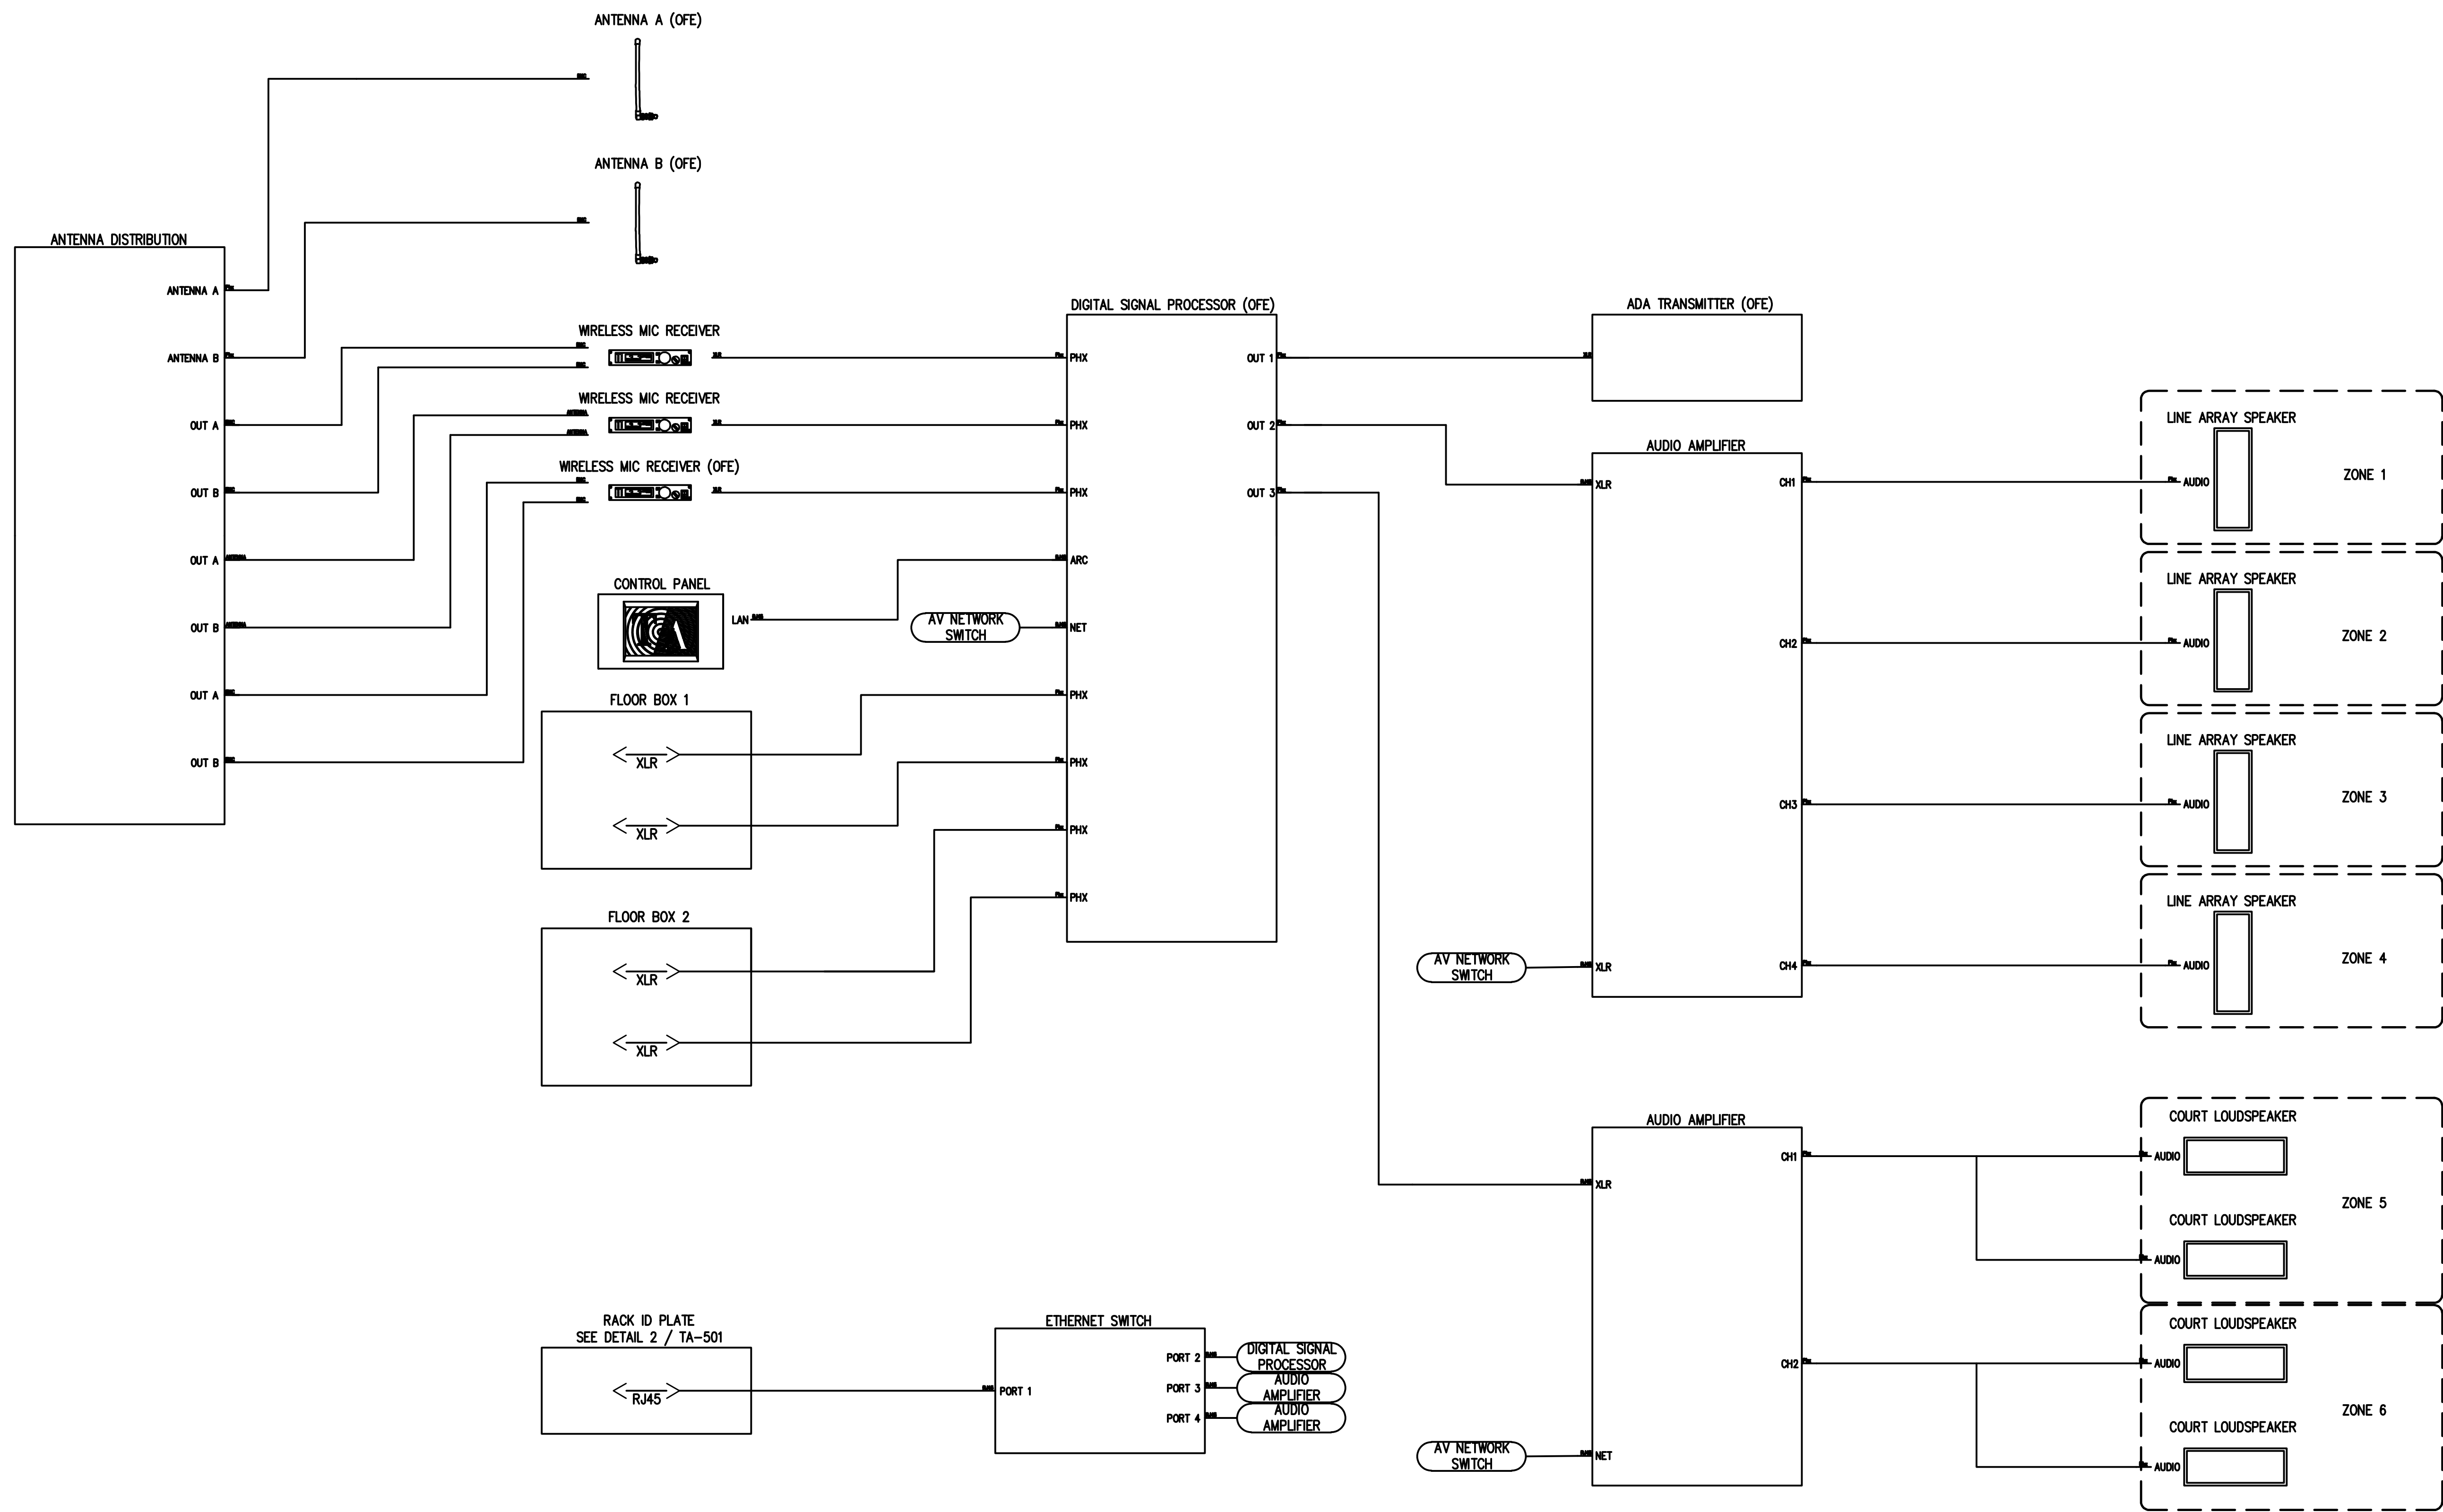 ANTENNA A (OFE)
ANTENNA B (OFE)
ANTENNA DISTRIBUTION
ANTENNA A
ANTENNA B
OUT A
OUT B
OUT A
OUT B
OUT A
OUT B
WIRELESS MIC RECEIVER
WIRELESS MIC RECEIVER
ANTENNA
ANTENNA
WIRELESS MIC RECEIVER (OFE)
CONTROL PANEL
LAN
FLOOR BOX 1
XLR
XLR
FLOOR BOX 2
XLR
XLR
DIGITAL SIGNAL PROCESSOR (OFE)
PHX
PHX
PHX
ARC
AV NETWORK
SWITCH
NET
PHX
PHX
PHX
PHX
OUT 1
OUT 2
OUT 3
ADA TRANSMITTER (OFE)
AUDIO AMPLIFIER
XLR
AV NETWORK
SWITCH
XLR
CH1
CH2
CH3
CH4
LINE ARRAY SPEAKER
AUDIO
ZONE 1
LINE ARRAY SPEAKER
AUDIO
ZONE 2
LINE ARRAY SPEAKER
AUDIO
ZONE 3
LINE ARRAY SPEAKER
AUDIO
ZONE 4
AUDIO AMPLIFIER
XLR
AV NETWORK
SWITCH
NET
CH1
CH2
COURT LOUDSPEAKER
AUDIO
ZONE 5
COURT LOUDSPEAKER
AUDIO
COURT LOUDSPEAKER
AUDIO
ZONE 6
COURT LOUDSPEAKER
AUDIO
RACK ID PLATE
SEE DETAIL 2 / TA-501
RJ45
ETHERNET SWITCH
PORT 1
PORT 2
PORT 3
PORT 4
DIGITAL SIGNAL
PROCESSOR
AUDIO
AMPLIFIER
AUDIO
AMPLIFIER